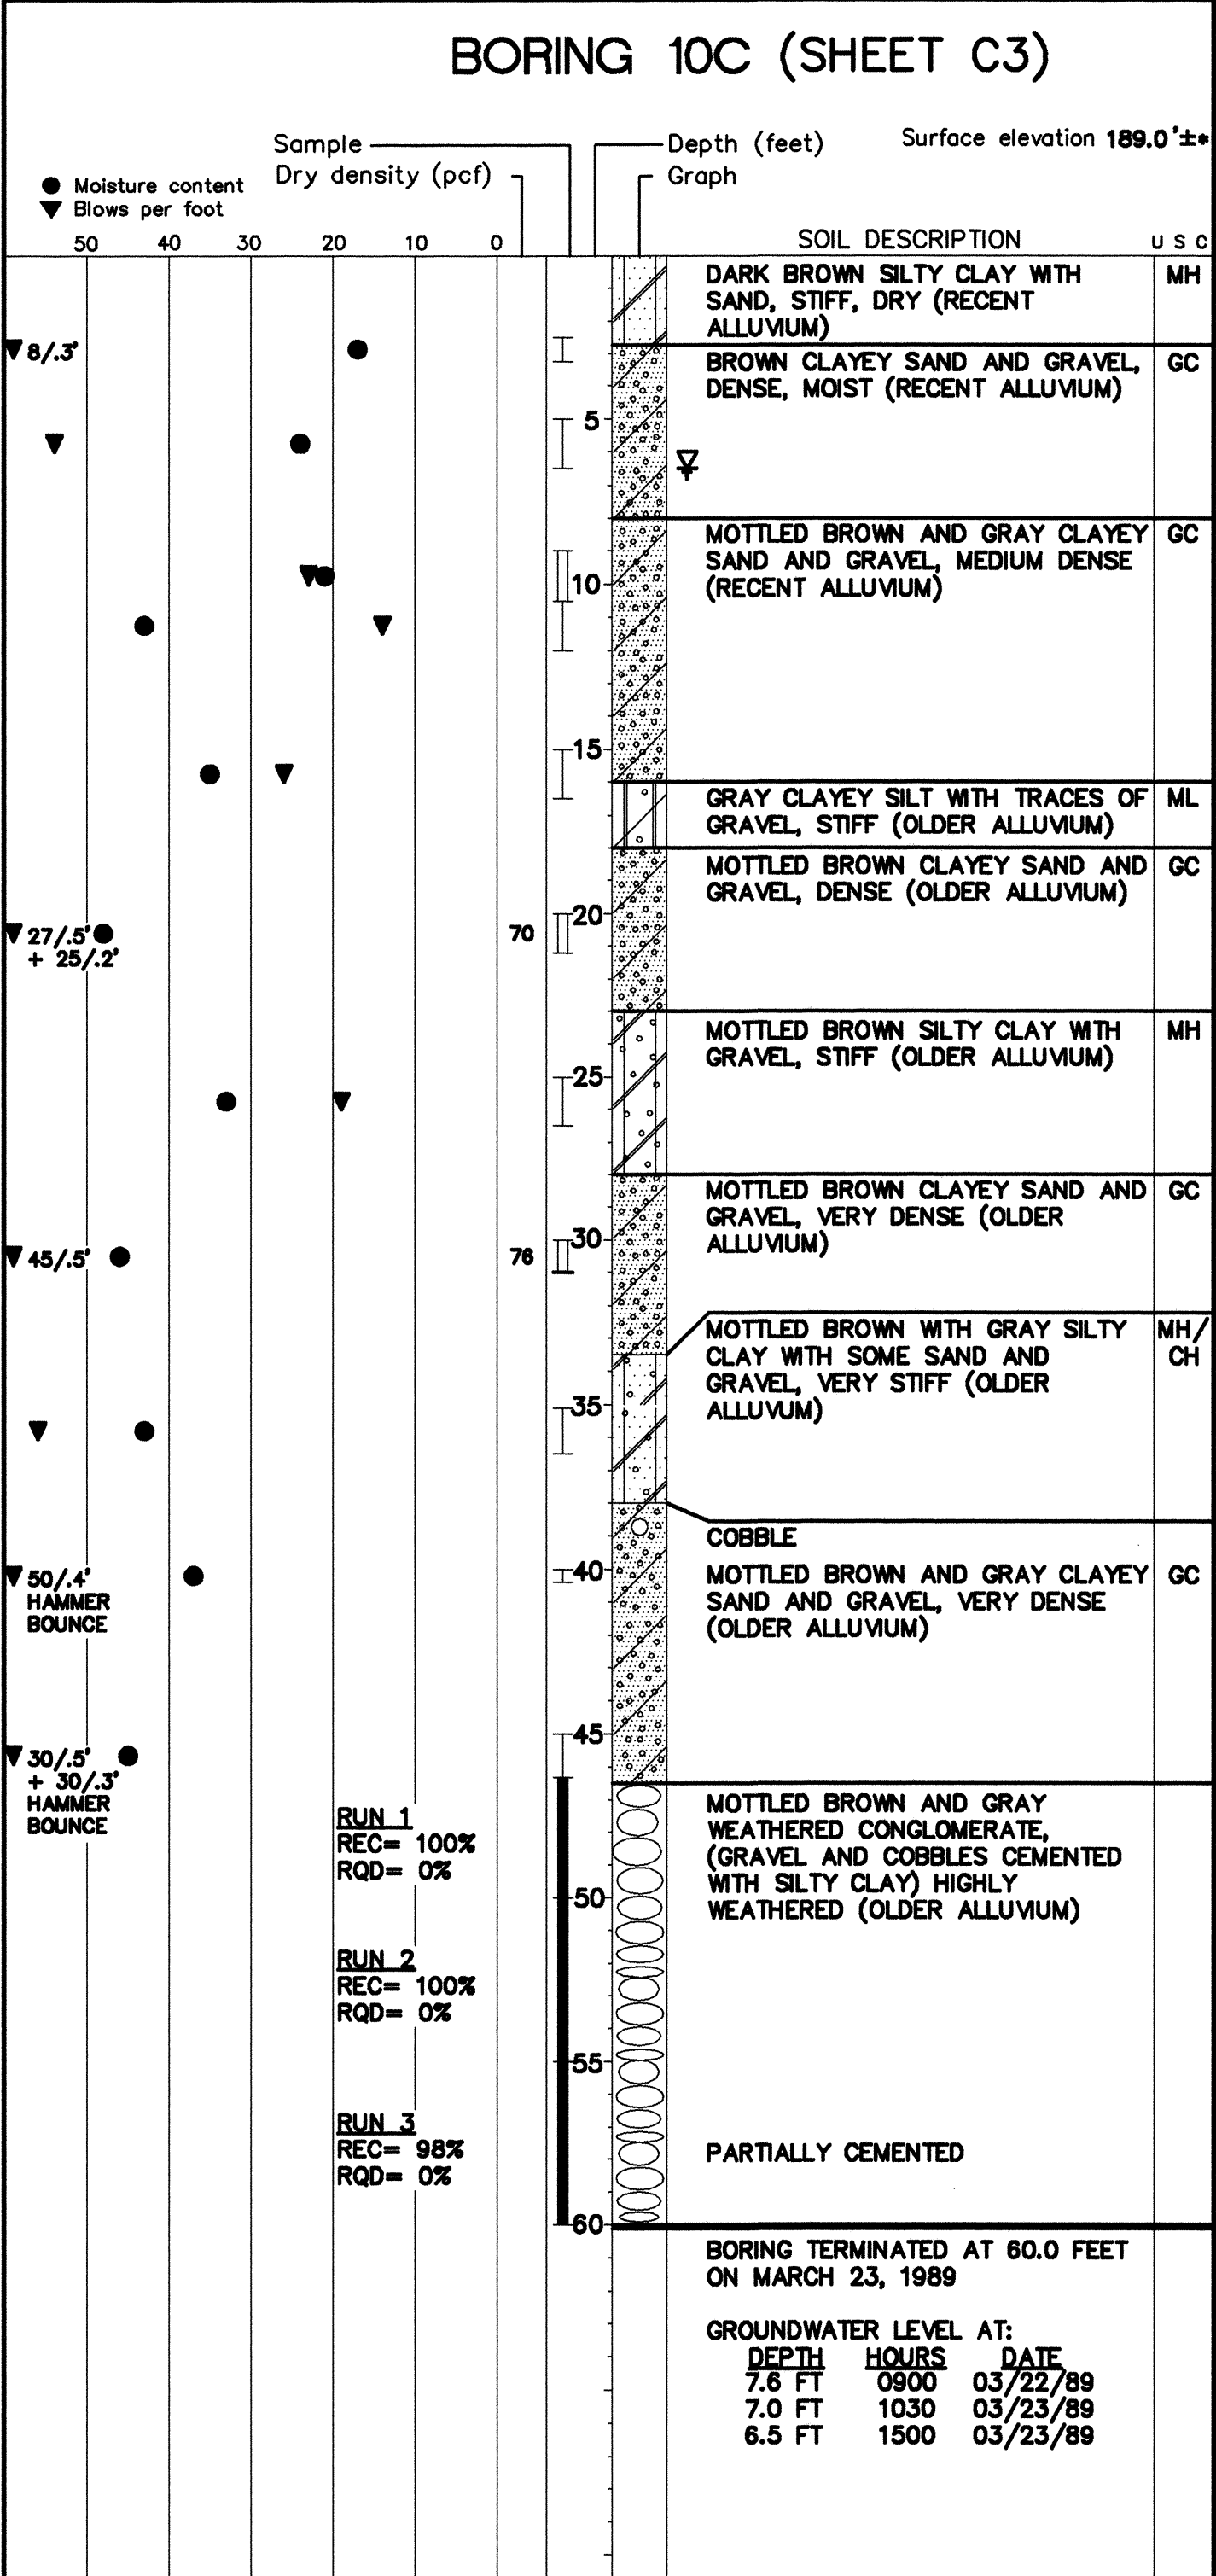 BORING 10C (SHEET C3)
Sample
Depth (feet)
Surface elevation 189.0'±*
Dry density (pcf)
Graph
Moisture content
Blows per foot
50 40 30 20 10 0
SOIL DESCRIPTION
U S C
DARK BROWN SILTY CLAY WITH MH
SAND, STIFF, DRY (RECENT
ALLUVIUM)
8/.3'
BROWN CLAYEY SAND AND GRAVEL, GC
DENSE, MOIST (RECENT ALLUVIUM)
5
MOTTLED BROWN AND GRAY CLAYEY GC
SAND AND GRAVEL, MEDIUM DENSE
(RECENT ALLUVIUM)
10
15
GRAY CLAYEY SILT WITH TRACES OF ML
GRAVEL, STIFF (OLDER ALLUVIUM)
MOTTLED BROWN CLAYEY SAND AND GC
GRAVEL, DENSE (OLDER ALLUVIUM)
20
27/.5'
+ 25/.2'
70
MOTTLED BROWN SILTY CLAY WITH MH
GRAVEL, STIFF (OLDER ALLUVIUM)
25
MOTTLED BROWN CLAYEY SAND AND GC
GRAVEL, VERY DENSE (OLDER
ALLUVIUM)
30
45/.5'
76
MOTTLED BROWN WITH GRAY SILTY MH/
CLAY WITH SOME SAND AND CH
GRAVEL, VERY STIFF (OLDER
ALLUVUM)
35
COBBLE
40
50/.4'
HAMMER
BOUNCE
MOTTLED BROWN AND GRAY CLAYEY GC
SAND AND GRAVEL, VERY DENSE
(OLDER ALLUVIUM)
45
30/.5'
+ 30/.3'
HAMMER
BOUNCE
MOTTLED BROWN AND GRAY
WEATHERED CONGLOMERATE,
(GRAVEL AND COBBLES CEMENTED
WITH SILTY CLAY) HIGHLY
WEATHERED (OLDER ALLUVIUM)
RUN 1
REC= 100%
RQD= 0%
50
RUN 2
REC= 100%
RQD= 0%
55
RUN 3
REC= 98%
RQD= 0%
PARTIALLY CEMENTED
60
BORING TERMINATED AT 60.0 FEET
ON MARCH 23, 1989
GROUNDWATER LEVEL AT:
DEPTH HOURS DATE
7.6 FT 0900 03/22/89
7.0 FT 1030 03/23/89
6.5 FT 1500 03/23/89